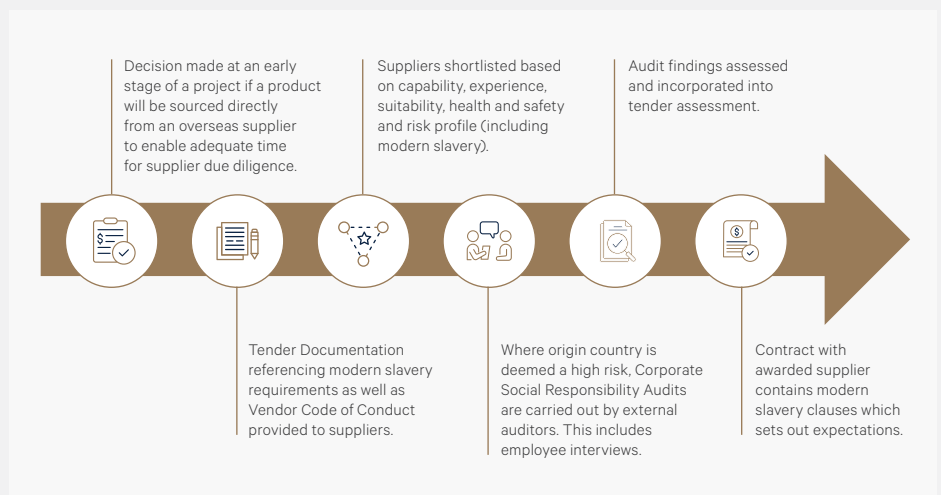 Decision made at an early
stage of a project if a product
will be sourced directly
from an overseas supplier
to enable adequate time
for supplier due diligence.
Suppliers shortlisted based
on capability, experience,
suitability, health and safety
and risk profile (including
modern slavery).
Audit findings assessed
and incorporated into
tender assessment.
$
$
Tender Documentation
referencing modern slavery
requirements as well as
Vendor Code of Conduct
provided to suppliers.
Where origin country is
deemed a high risk, Corporate
Social Responsibility Audits
are carried out by external
auditors. This includes
employee interviews.
Contract with
awarded supplier
contains modern
slavery clauses which
sets out expectations.